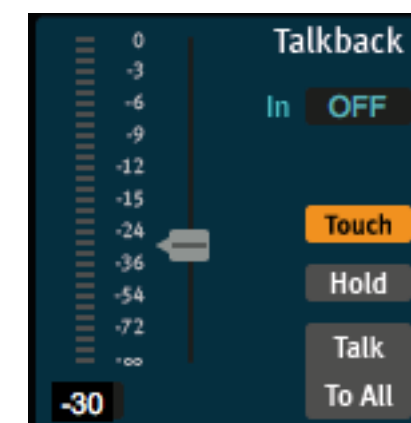 Talkback
In OFF
0
-3
-6
-9
-12
-15
-24
-36
-54
-72
-∞
-30
Touch
Hold
Talk
To All